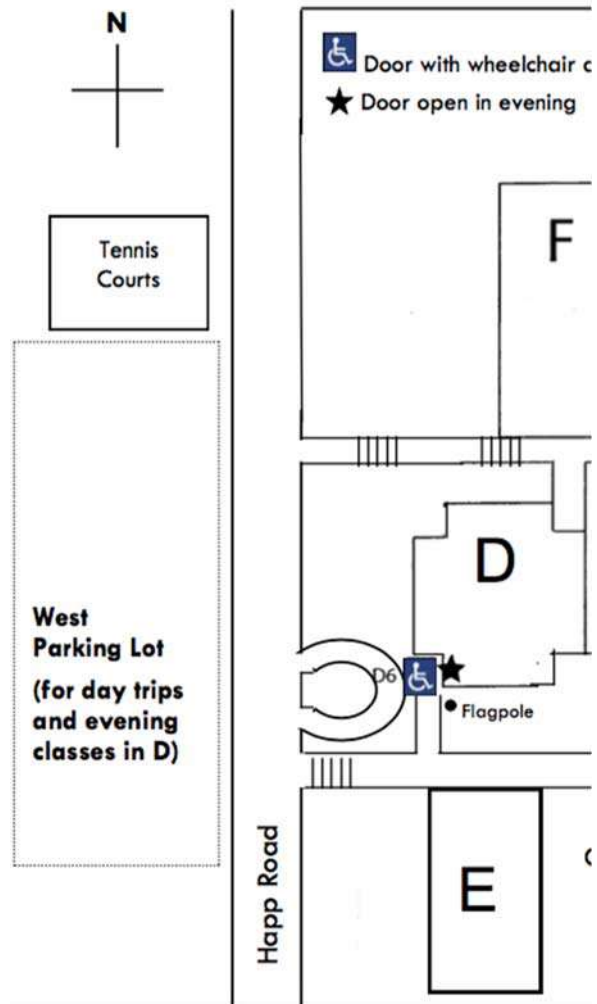 N
Door with wheelchair
Door open in evening
Tennis
Courts
F
D
West
Parking Lot
(for day trips
and evening
classes in D)
D6
Flagpole
Happ Road
E